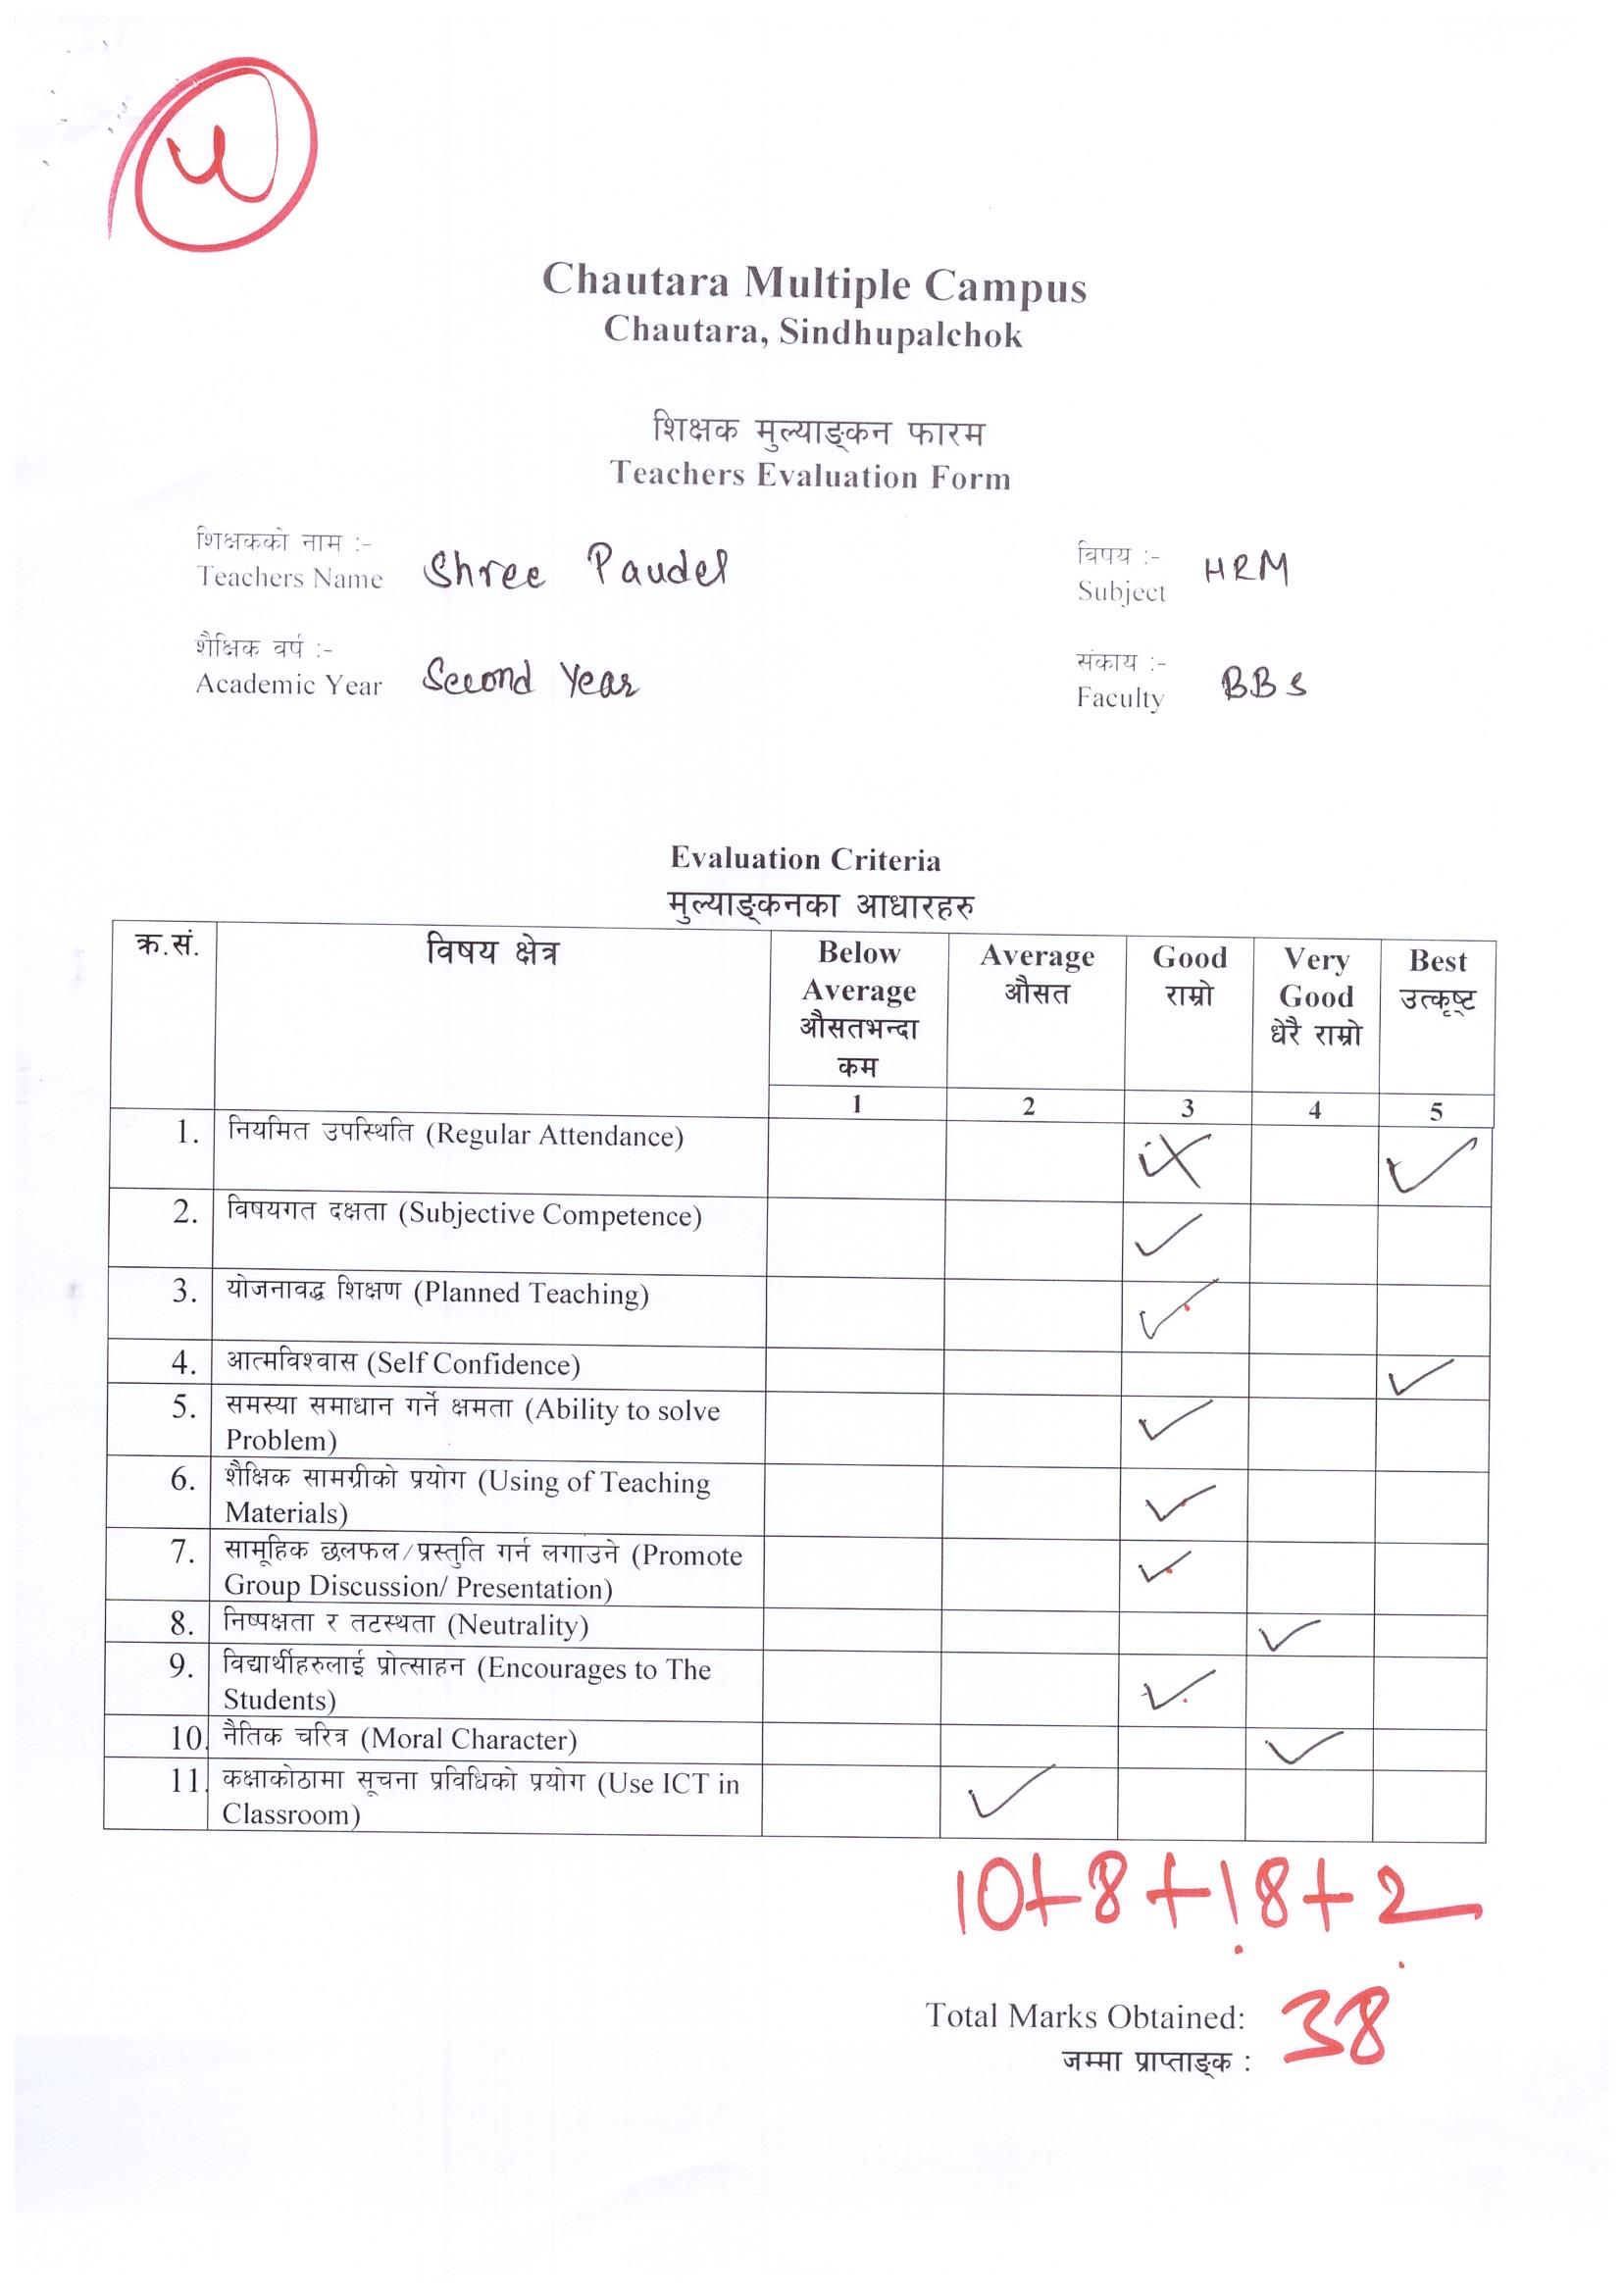 Chautara Multiple Campus
Chautara, Sindhupalchok
शिक्षक मुल्याङ्कन फारम
Teachers Evaluation Form
शिक्षकको नाम :-
Teachers Name Shree Paudel
विषय :-
Subject HRM
शैक्षिक वर्ष :-
Academic Year Second Year
संकाय :-
Faculty BBS
Evaluation Criteria
मुल्याङ्कनका आधारहरु
क्र.सं. विषय क्षेत्र Below Average औसतभन्दा कम Average औसत Good राम्रो Very Good धेरै राम्रो Best उत्कृष्ट
1 2 3 4 5
1. नियमित उपस्थिति (Regular Attendance) ✓
2. विषयगत दक्षता (Subjective Competence) ✓
3. योजनावद्ध शिक्षण (Planned Teaching) ✓
4. आत्मविश्वास (Self Confidence) ✓
5. समस्या समाधान गर्ने क्षमता (Ability to solve
Problem) ✓
6. शैक्षिक सामग्रीको प्रयोग (Using of Teaching
Materials) ✓
7. सामूहिक छलफल/प्रस्तुति गर्न लगाउने (Promote
Group Discussion/ Presentation) ✓
8. निष्पक्षता र तटस्थता (Neutrality) ✓
9. विद्यार्थीहरुलाई प्रोत्साहन (Encourages to The
Students) ✓
10. नैतिक चरित्र (Moral Character) ✓
11. कक्षाकोठामा सूचना प्रविधिको प्रयोग (Use ICT in
Classroom) ✓
10+8+18+2
Total Marks Obtained: 38
जम्मा प्राप्ताङ्क :